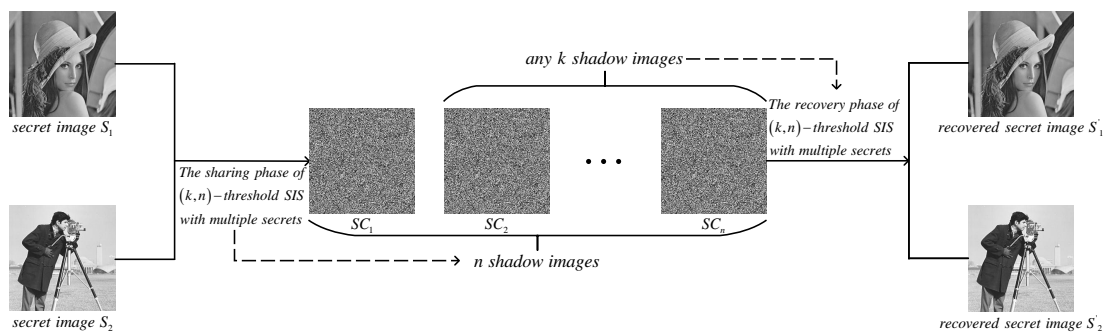 secret image S₁
secret image S₂
The sharing phase of
(k,n)−threshold SIS
with multiple secrets
any k shadow images
SC₁
SC₂
SCₙ
n shadow images
The recovery phase of
(k,n)−threshold SIS
with multiple secrets
recovered secret image S'₁
recovered secret image S'₂